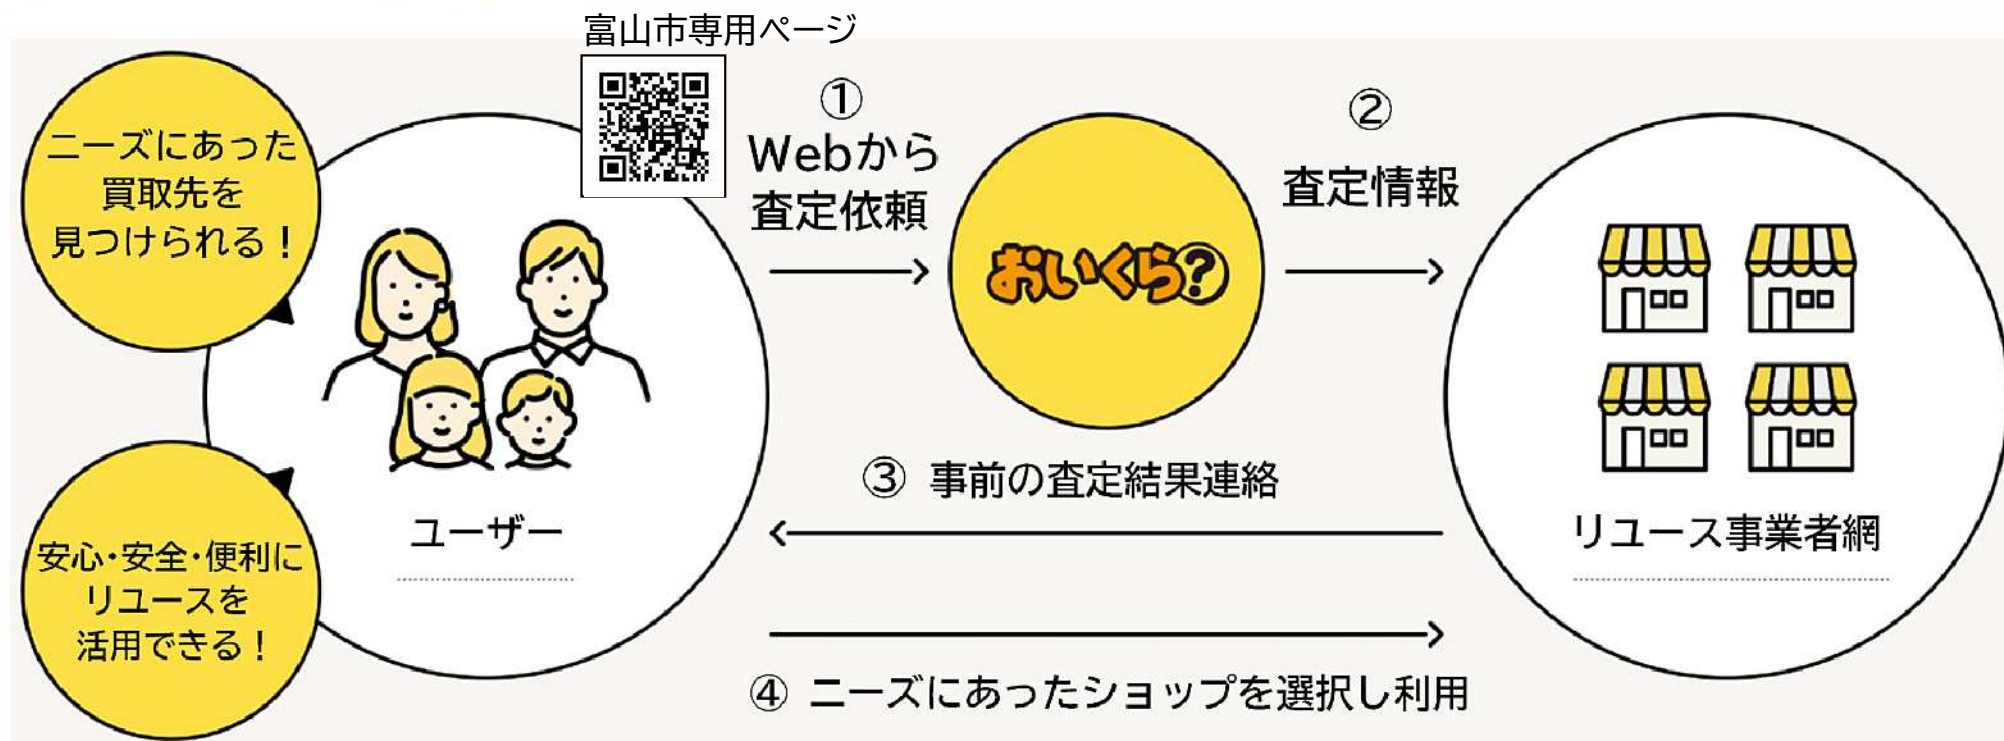 富山市専用ページ
ニーズにあった
買取先を
見つけられる！
安心・安全・便利に
リユースを
活用できる！
ユーザー
①
Webから
査定依頼
おいくら？
②
査定情報
リユース事業者網
③ 事前の査定結果連絡
④ ニーズにあったショップを選択し利用